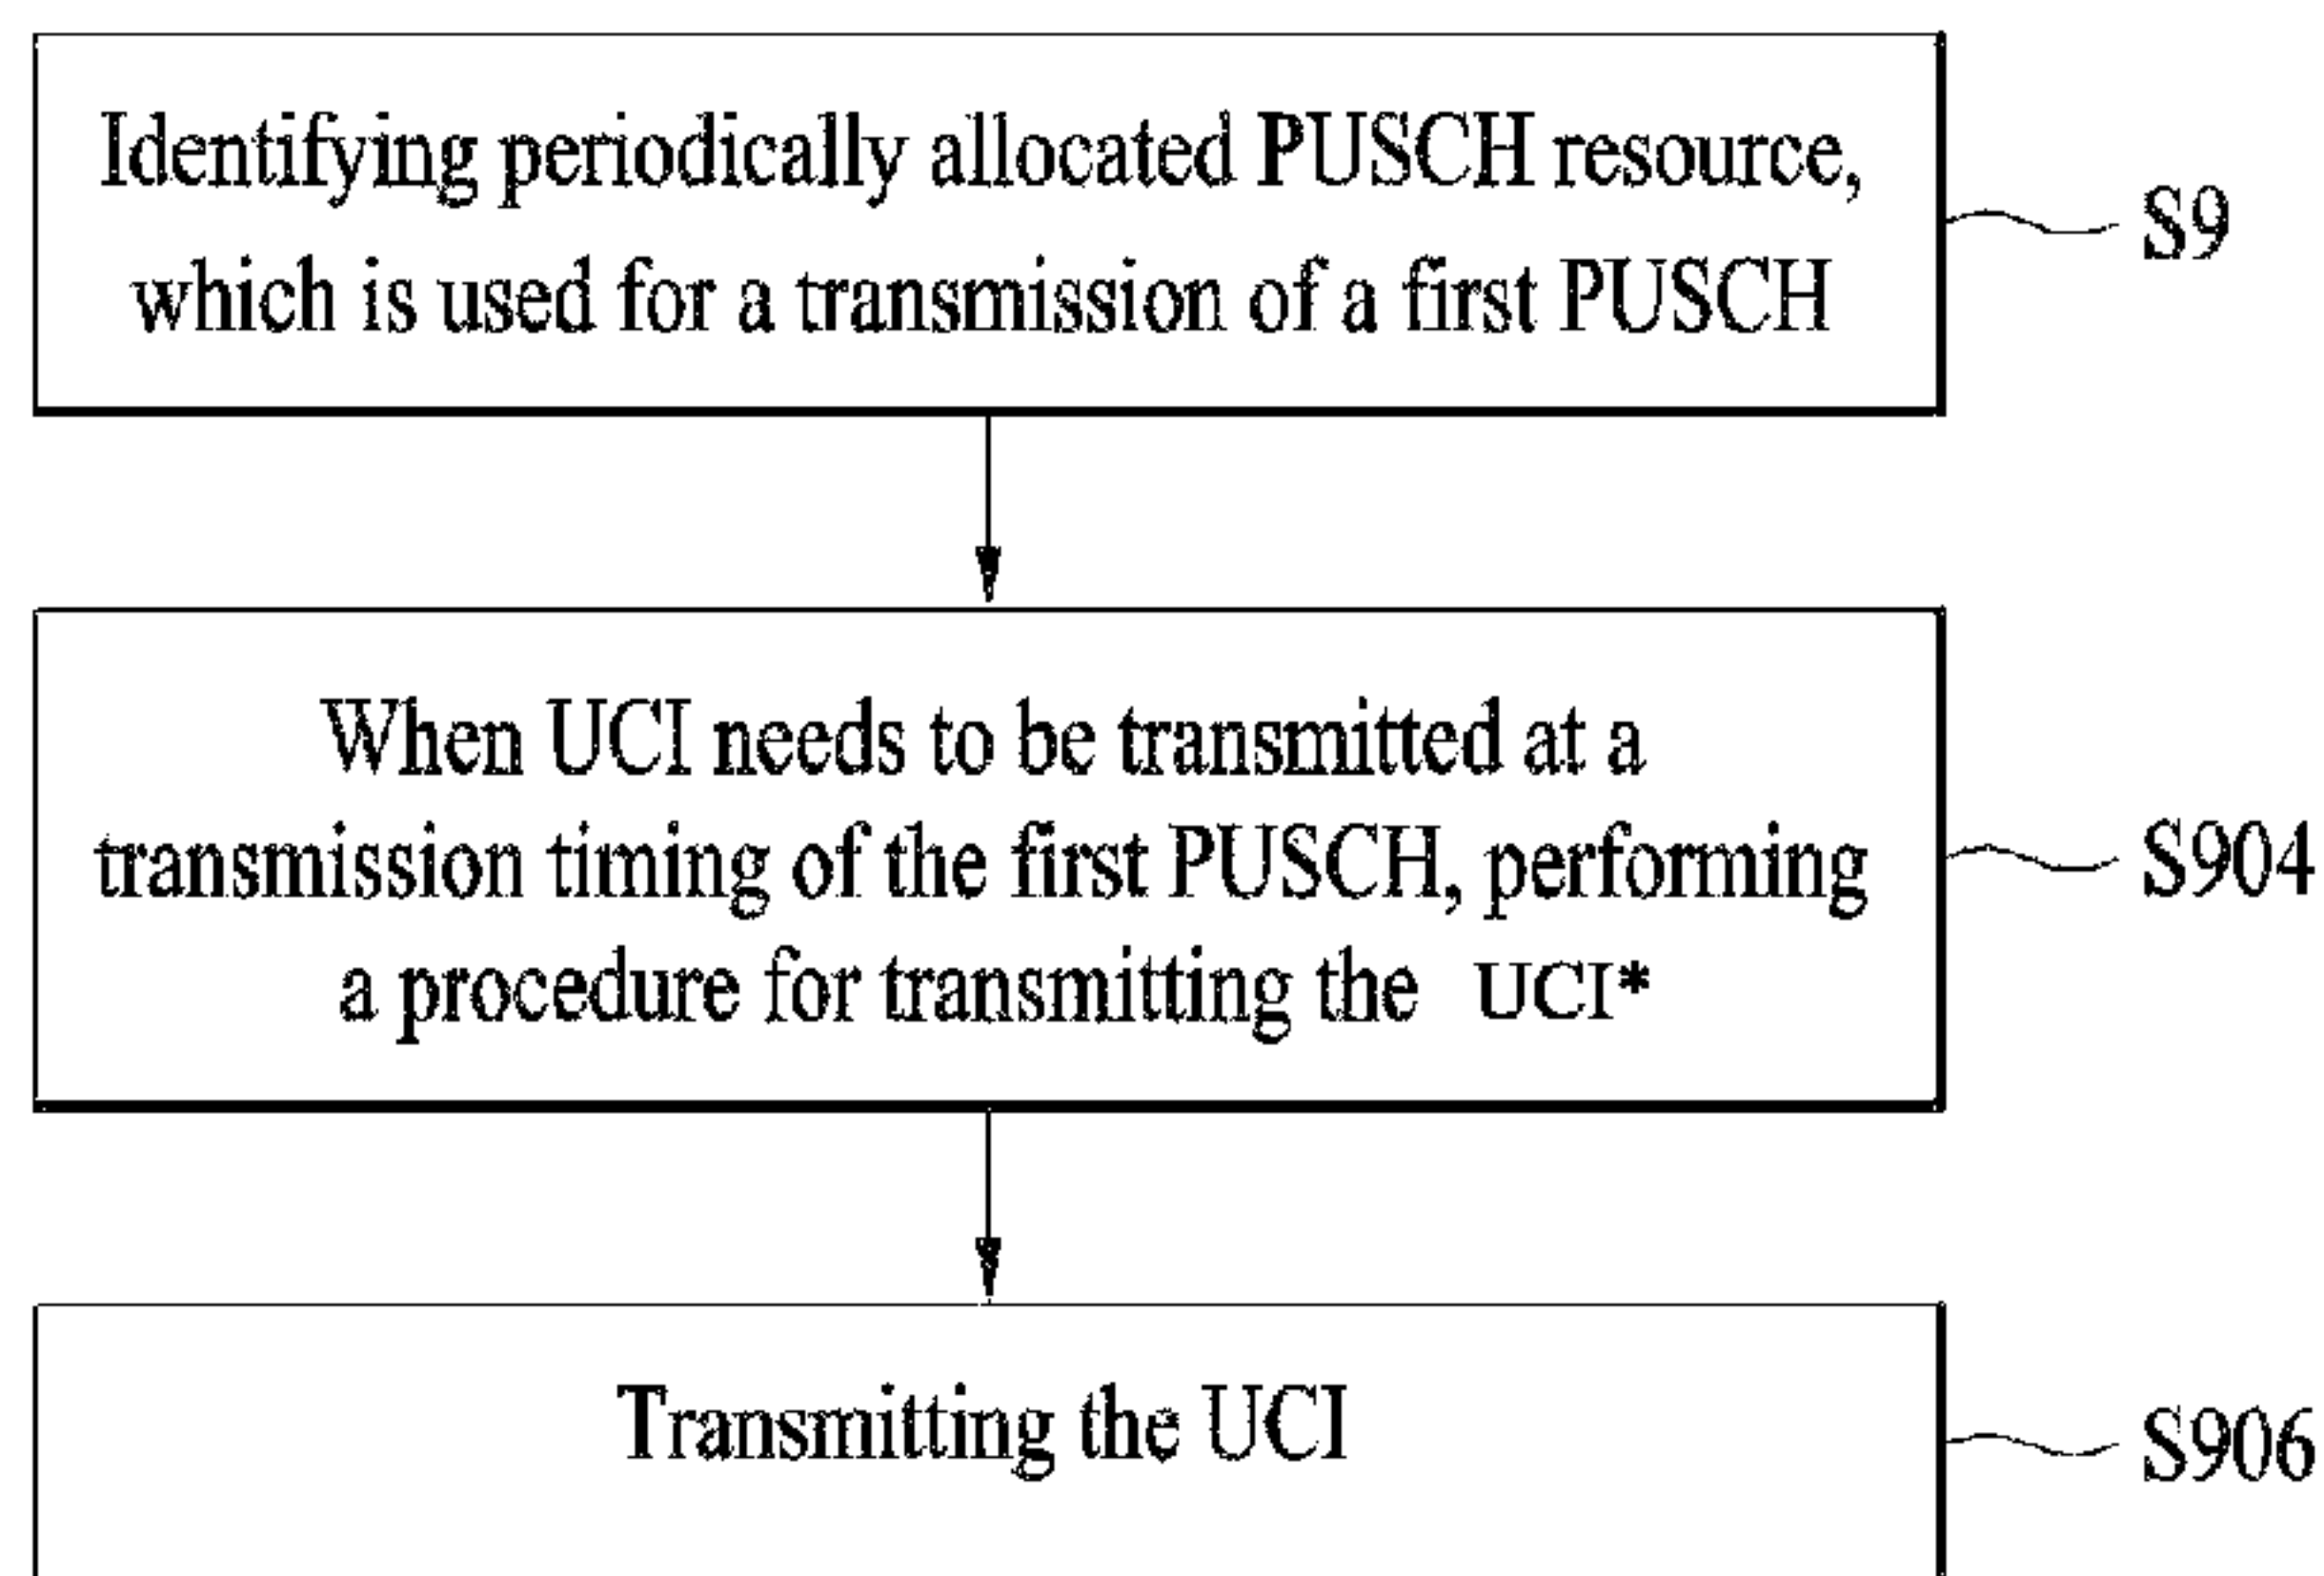 Identifying periodically allocated PUSCH resource,
which is used for a transmission of a first PUSCH
S9
When UCI needs to be transmitted at a
transmission timing of the first PUSCH, performing
a procedure for transmitting the UCI*
S904
Transmitting the UCI
S906